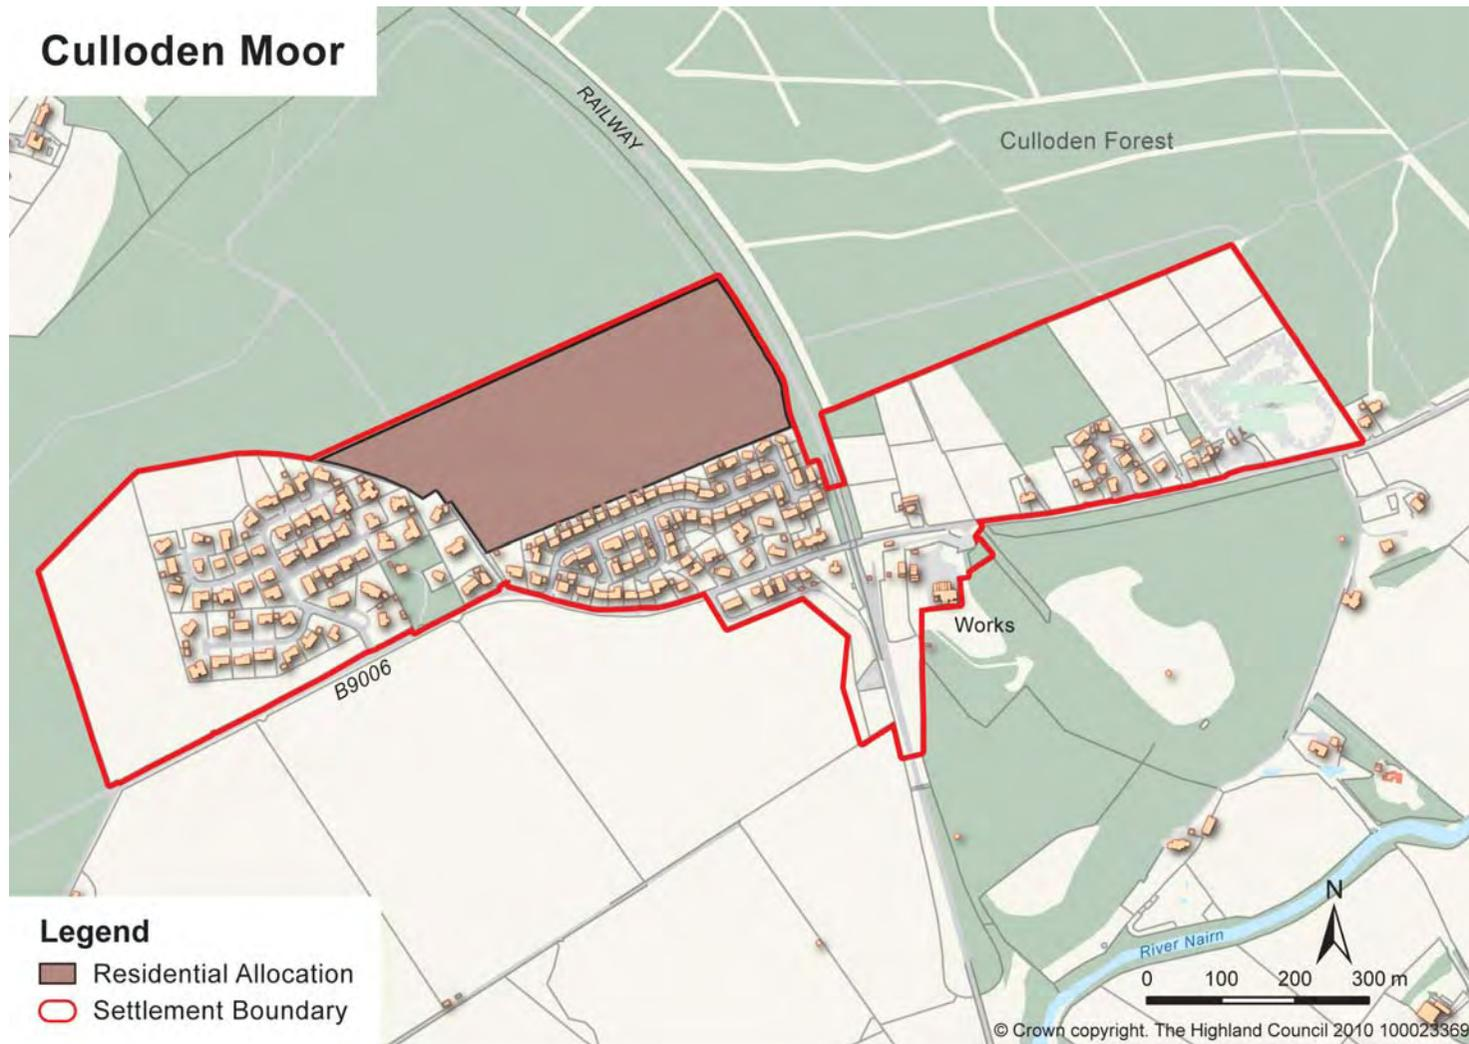 Culloden Moor
RAILWAY
Culloden Forest
Works
B9006
Legend
Residential Allocation
Settlement Boundary
River Nairn
N
0 100 200 300 m
© Crown copyright. The Highland Council 2010 100023369